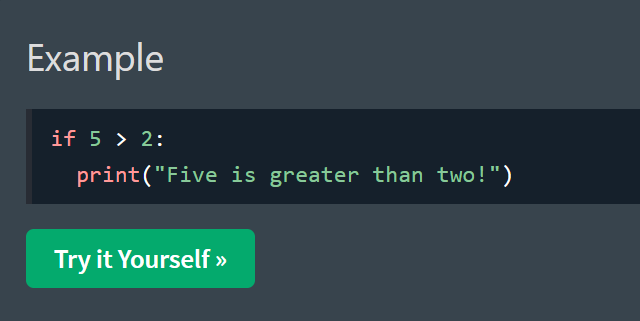 Example
if 5 > 2:
  print("Five is greater than two!")
Try it Yourself »